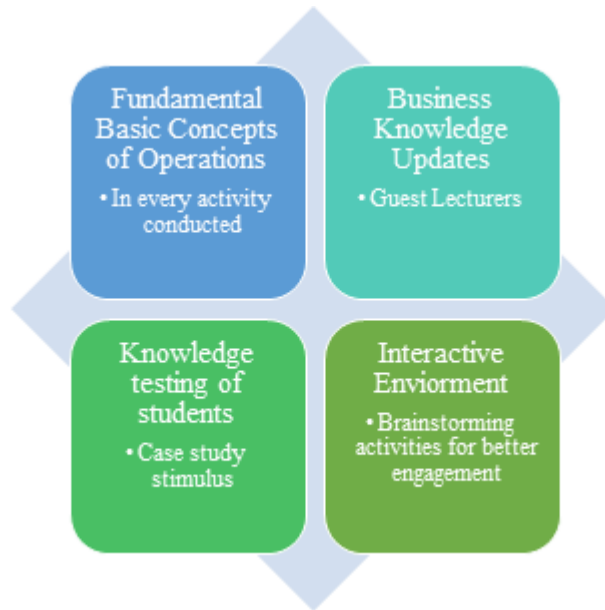 Fundamental
Basic Concepts
of Operations
• In every activity
conducted
Business
Knowledge
Updates
• Guest Lecturers
Knowledge
testing of
students
• Case study
stimulus
Interactive
Enviorment
• Brainstorming
activities for better
engagement